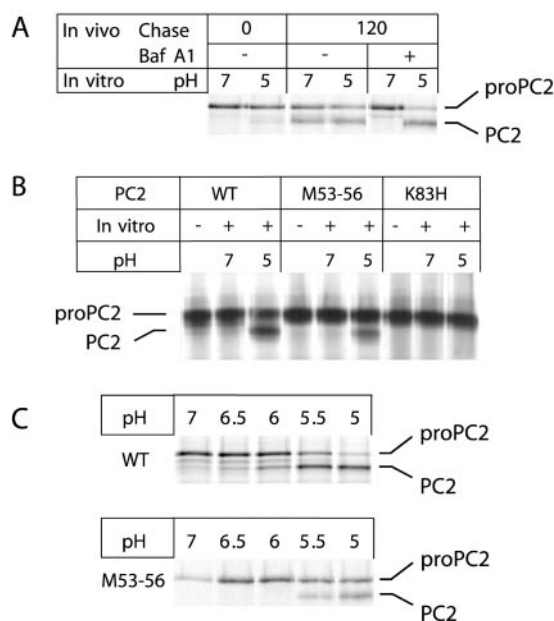 A
In vivo Chase 0 120
Baf A1 - - +
In vitro pH 7 5 7 5 7 5
proPC2
PC2
B
PC2 WT M53-56 K83H
In vitro - + + - + + - + +
pH 7 5 7 5 7 5
proPC2
PC2
C
pH 7 6.5 6 5.5 5
proPC2
WT
PC2
pH 7 6.5 6 5.5 5
proPC2
M53-56
PC2